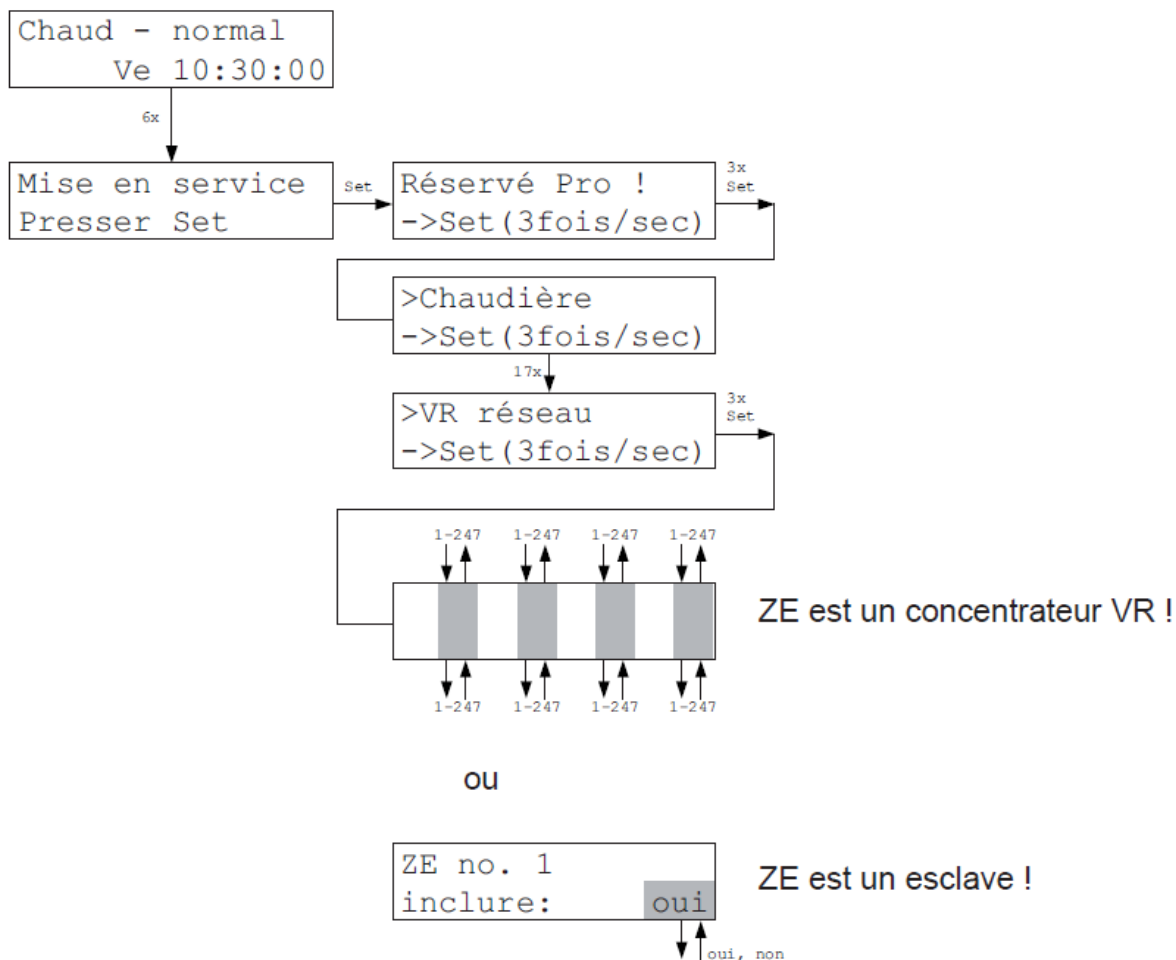 Chaud - normal
Ve 10:30:00
6x
Mise en service
Presser Set
Set
Réservé Pro !
->Set(3fois/sec)
3x
Set
>Chaudière
->Set(3fois/sec)
17x
>VR réseau
->Set(3fois/sec)
3x
Set
1-247 1-247 1-247 1-247
ZE est un concentrateur VR !
1-247 1-247 1-247 1-247
ou
ZE no. 1
inclure: oui
ZE est un esclave !
oui, non